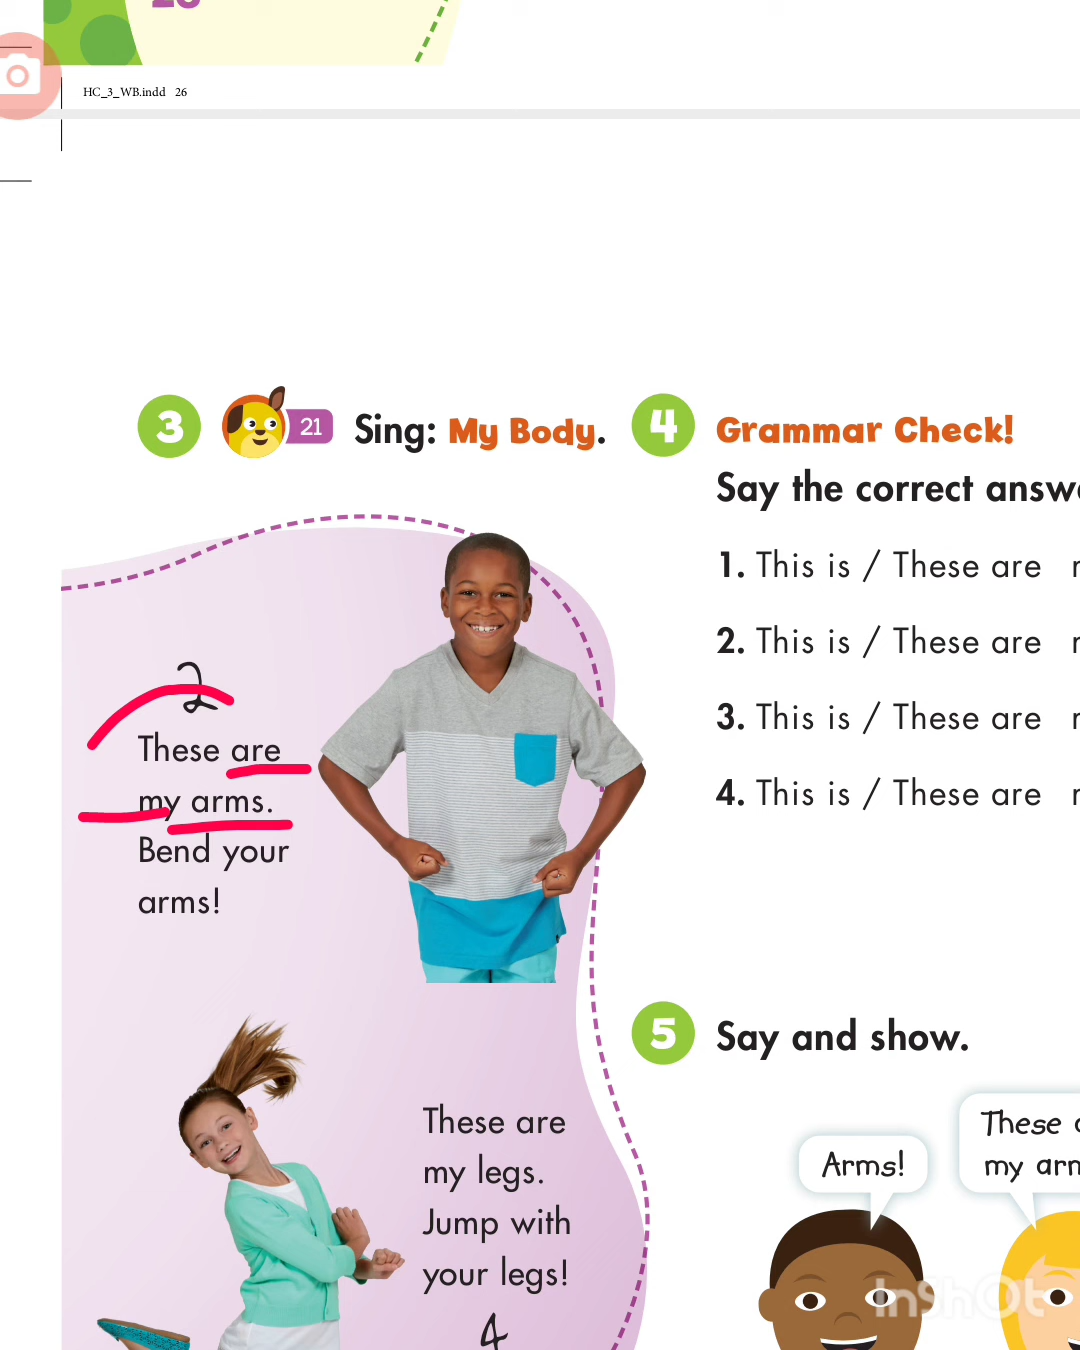 HC_3_WB.indd 26
3 21 Sing: My Body.
2
These are
my arms.
Bend your
arms!
These are
my legs.
Jump with
your legs!
4
4 Grammar Check!
Say the correct
1. This is / These are
2. This is / These are
3. This is / These are
4. This is / These are
5 Say and show.
Arms!
These
my
InShOt